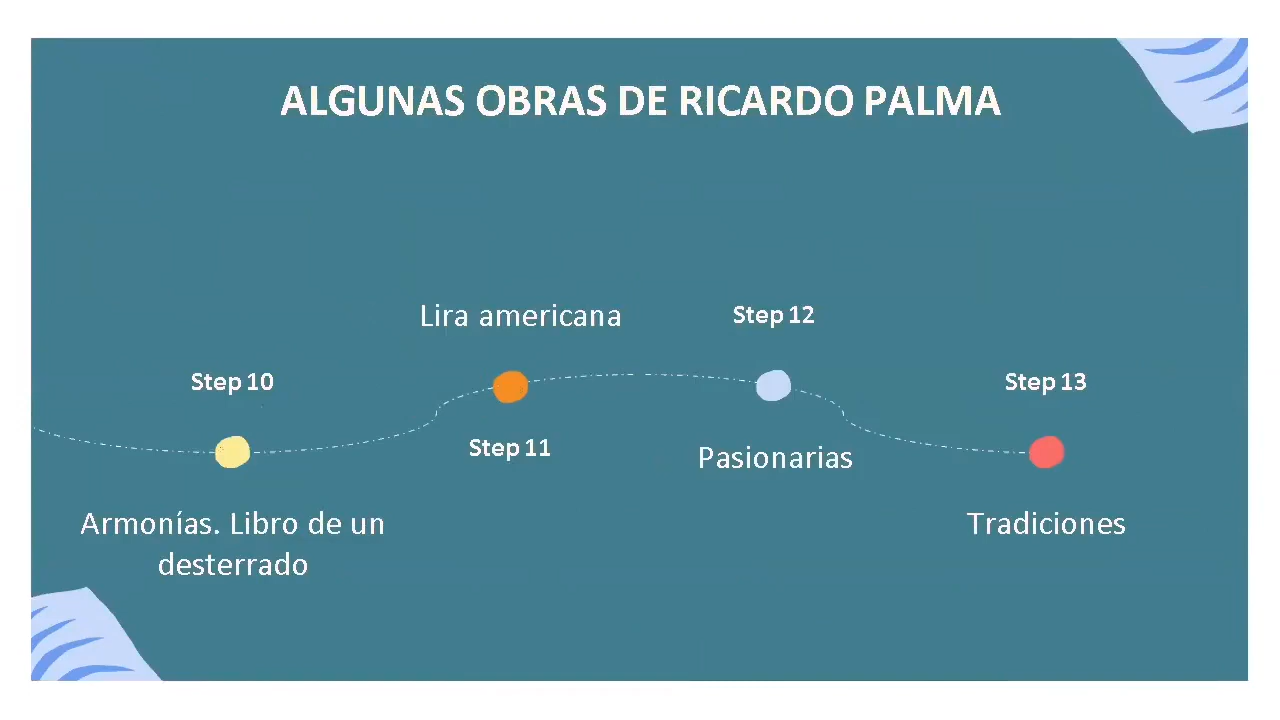 ALGUNAS OBRAS DE RICARDO PALMA
Step 10
Armonías. Libro de un
desterrado
Lira americana
Step 11
Step 12
Pasionarias
Step 13
Tradiciones